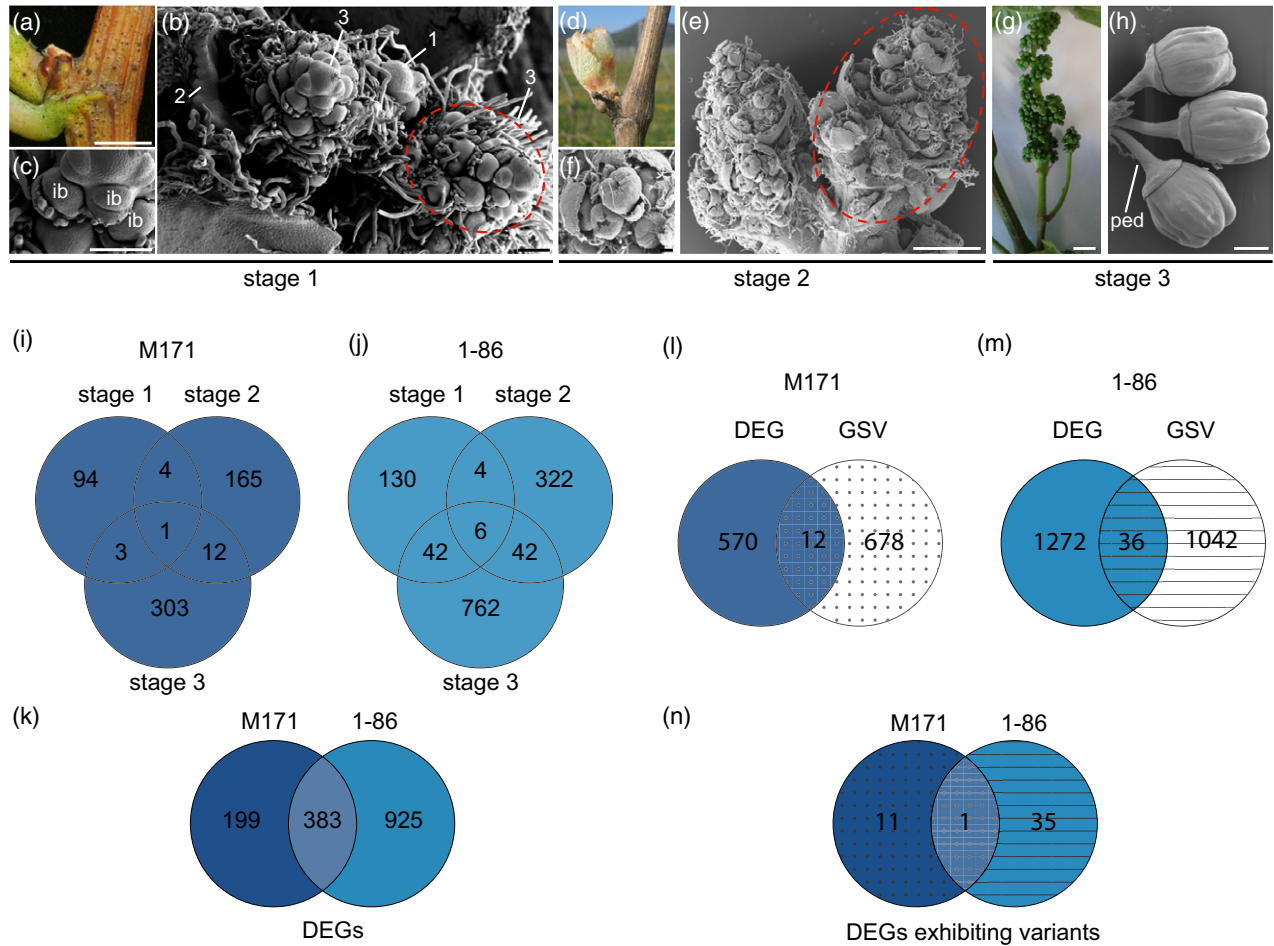 (a)
(b)
3
1
2
3
(c)
ib
ib
ib
(d)
(e)
(f)
(g)
(h)
ped
stage 1
stage 2
stage 3
(i)
M171
stage 1
stage 2
94
4
165
1
3
12
303
stage 3
(j)
1-86
stage 1
stage 2
130
4
322
6
42
42
762
stage 3
(l)
M171
DEG
GSV
570
12
678
(m)
1-86
DEG
GSV
1272
36
1042
(k)
M171
1-86
199
383
925
DEGs
(n)
M171
1-86
11
1
35
DEGs exhibiting variants